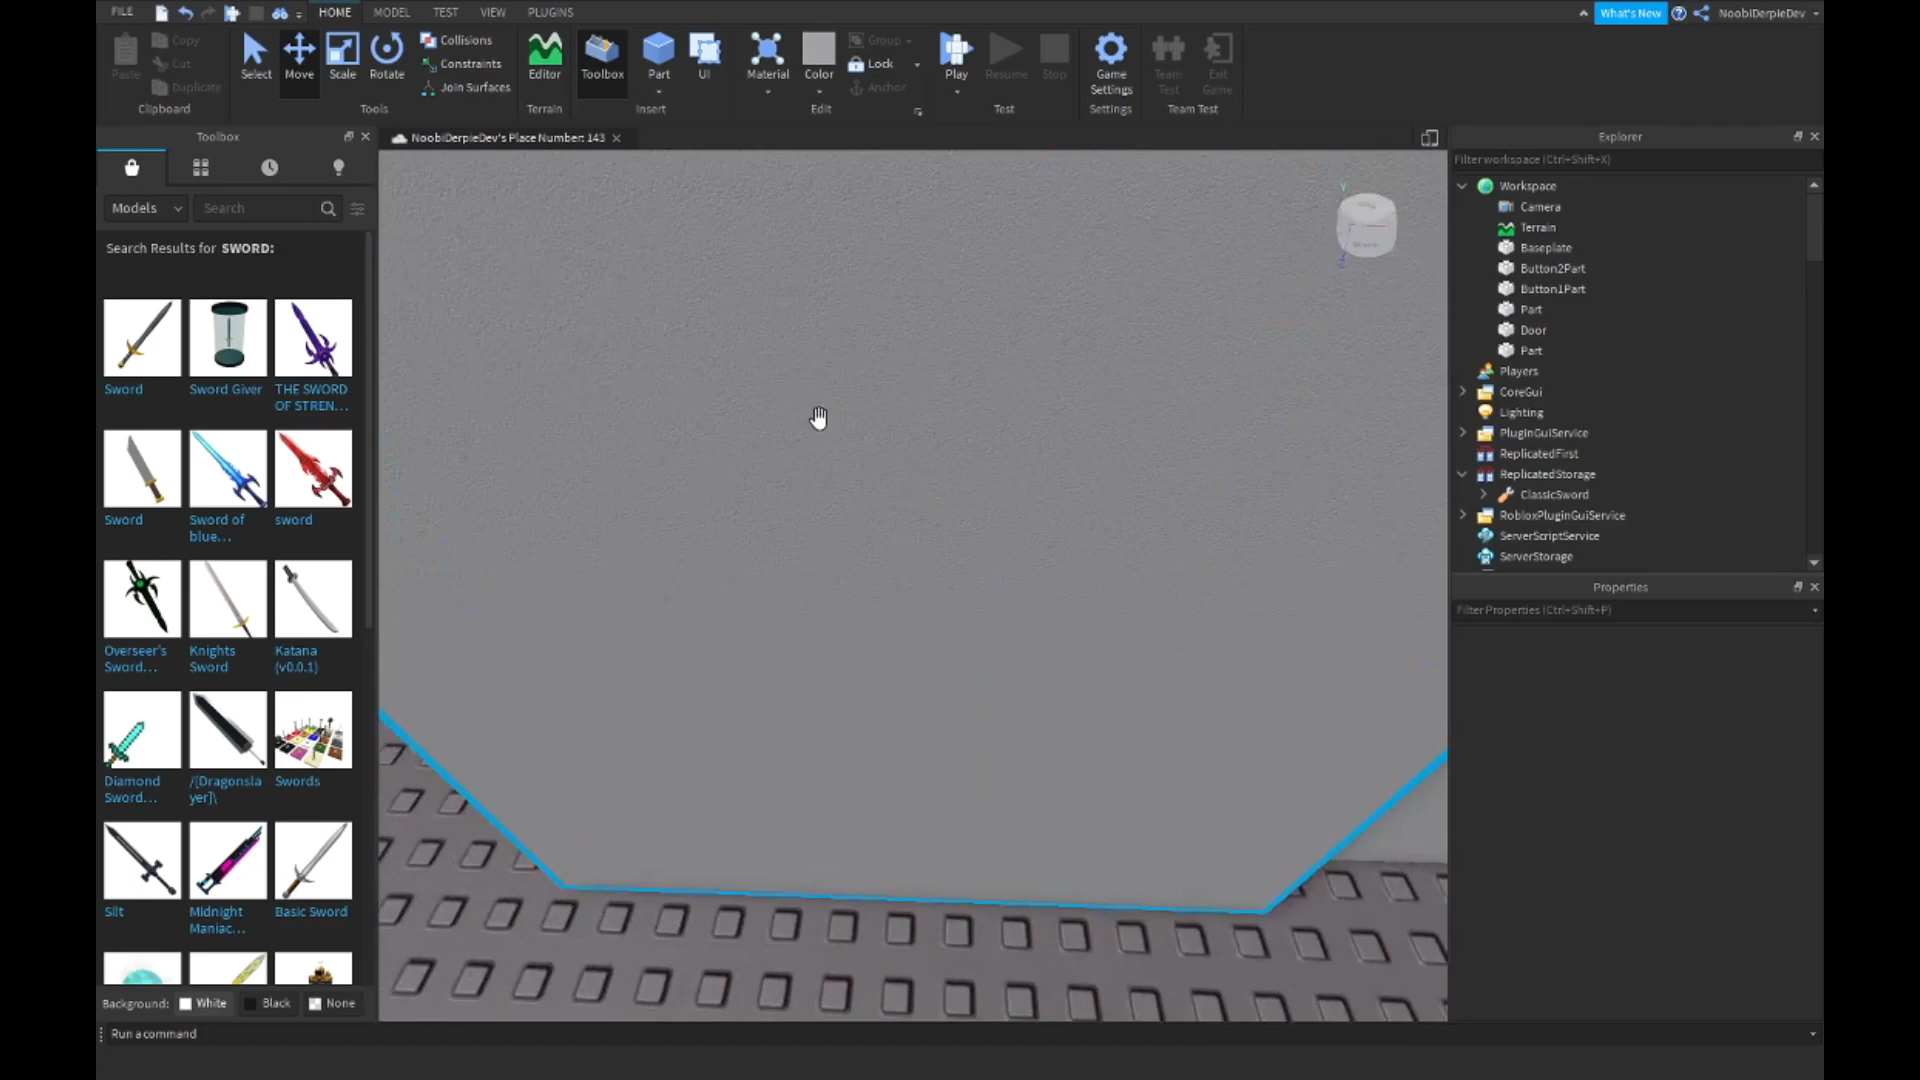 FILE HOME MODEL TEST VIEW PLUGINS What's New NoobiDerpieDev
Paste Copy Cut Duplicate Clipboard
Select Move Scale Rotate Collisions Constraints Join Surfaces Tools
Editor Terrain
Toolbox Part UI Insert
Material Color Group Lock Anchor Edit
Play Resume Stop Test
Game Settings Settings
Team Test Exit Game Team Test
Toolbox
Models Search
Search Results for SWORD:
Sword Sword Giver THE SWORD
OF STREN...
Sword Sword of sword
blue...
Overseer's Knights Katana
Sword... Sword (v0.0.1)
Diamond /[Dragonsla Swords
Sword... yer]\
Silt Midnight Basic Sword
Maniac...
Background: White Black None
Run a command
NoobiDerpieDev's Place Number: 143
Explorer
Filter workspace (Ctrl+Shift+X)
Workspace
Camera
Terrain
Baseplate
Button2Part
Button1Part
Part
Door
Part
Players
CoreGui
Lighting
PluginGuiService
ReplicatedFirst
ReplicatedStorage
ClassicSword
RobloxPluginGuiService
ServerScriptService
ServerStorage
Properties
Filter Properties (Ctrl+Shift+P)